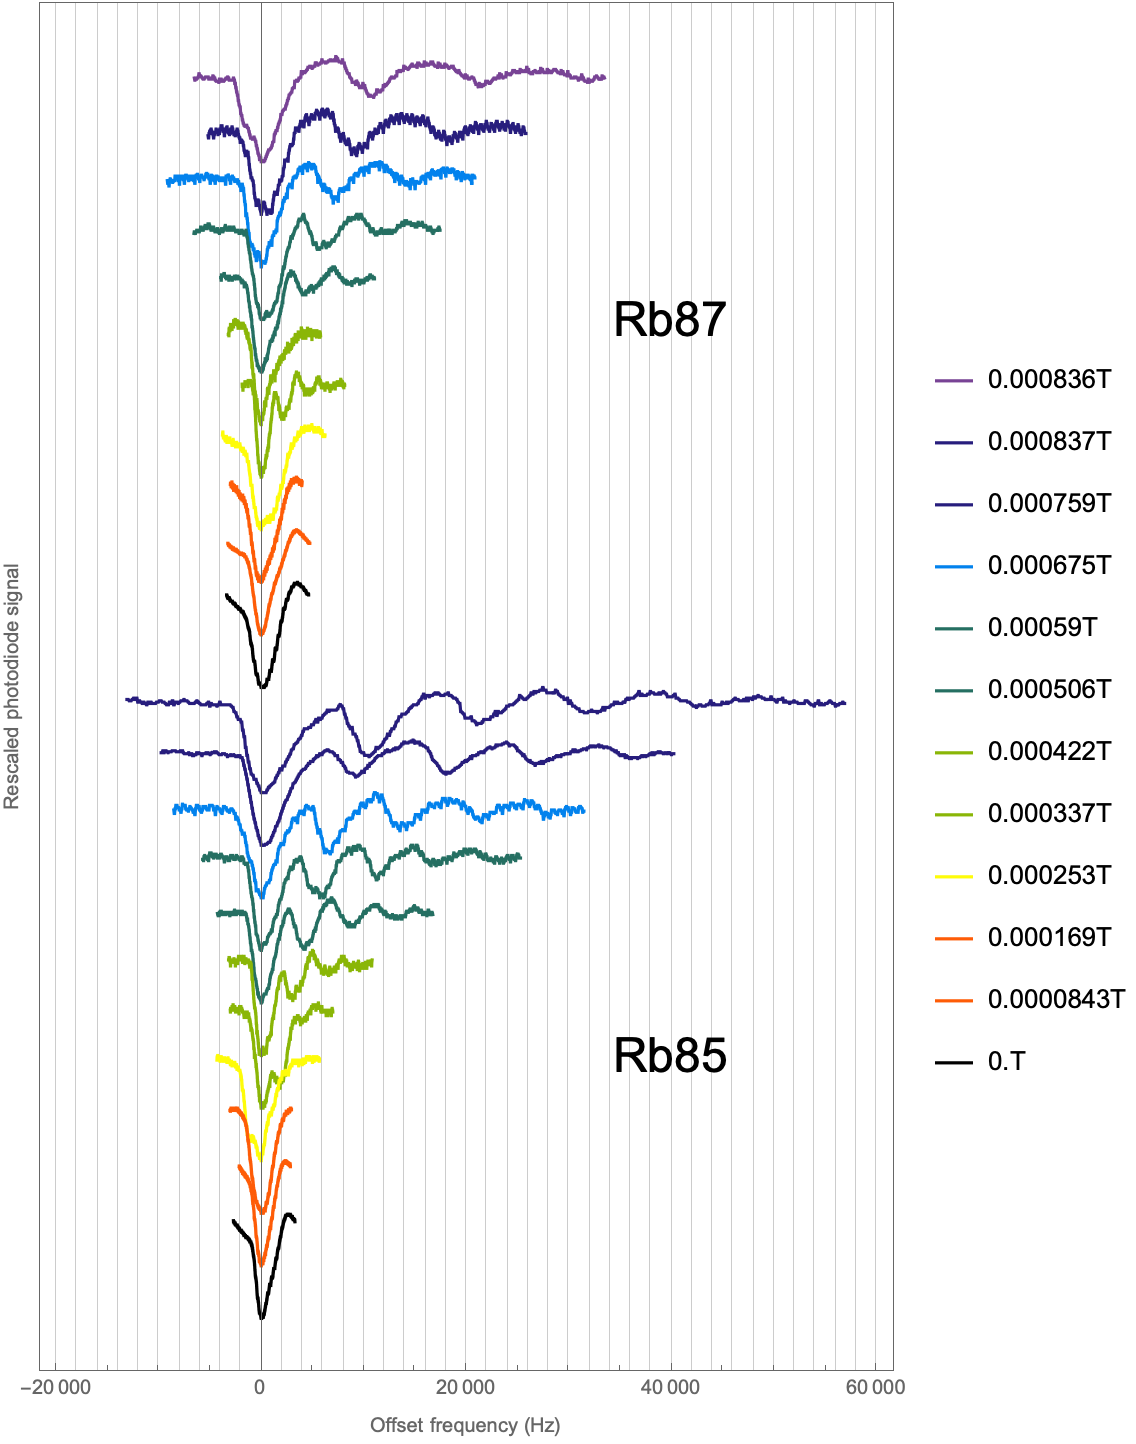 Rb87
Rb85
0.000836T
0.000837T
0.000759T
0.000675T
0.00059T
0.000506T
0.000422T
0.000337T
0.000253T
0.000169T
0.0000843T
0.T
Rescaled photodiode signal
−20 000 0 20 000 40 000 60 000
Offset frequency (Hz)